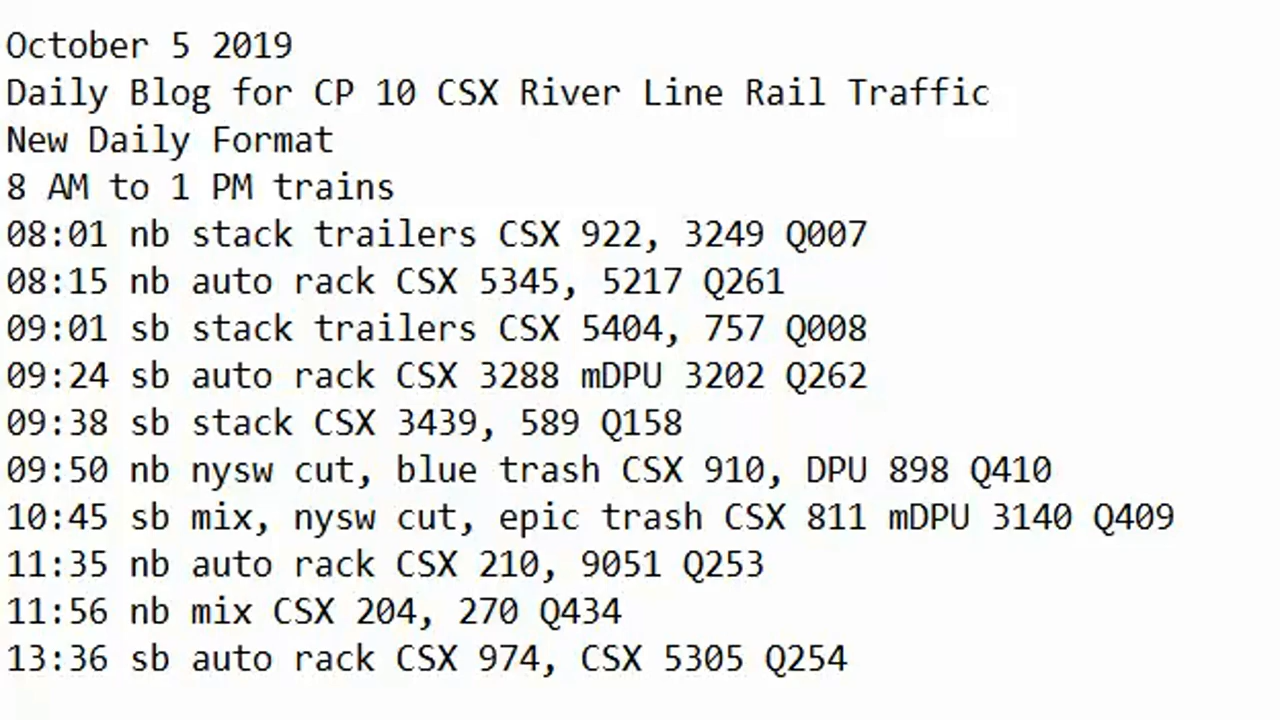 October 5 2019
Daily Blog for CP 10 CSX River Line Rail Traffic
New Daily Format
8 AM to 1 PM trains
08:01 nb stack trailers CSX 922, 3249 Q007
08:15 nb auto rack CSX 5345, 5217 Q261
09:01 sb stack trailers CSX 5404, 757 Q008
09:24 sb auto rack CSX 3288 mDPU 3202 Q262
09:38 sb stack CSX 3439, 589 Q158
09:50 nb nysw cut, blue trash CSX 910, DPU 898 Q410
10:45 sb mix, nysw cut, epic trash CSX 811 mDPU 3140 Q409
11:35 nb auto rack CSX 210, 9051 Q253
11:56 nb mix CSX 204, 270 Q434
13:36 sb auto rack CSX 974, CSX 5305 Q254